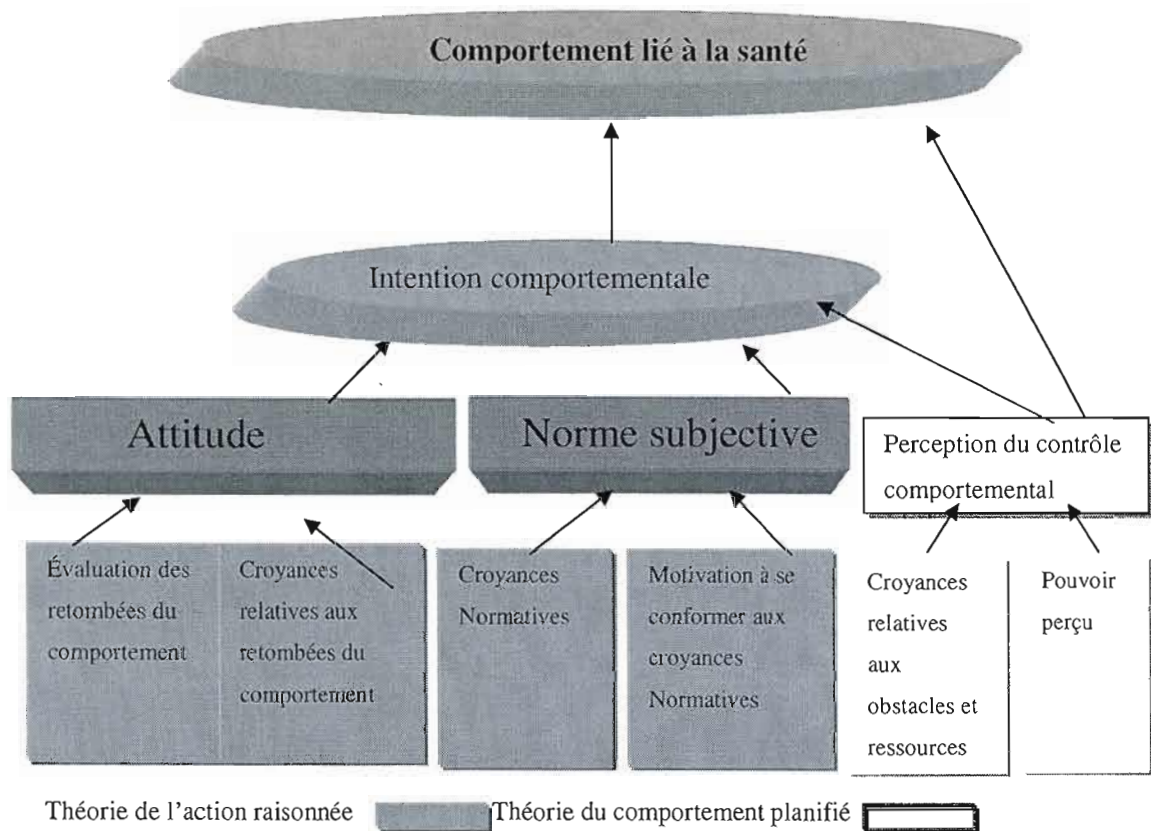 Comportement lié à la santé
Intention comportementale
Attitude
Norme subjective
Perception du contrôle
comportemental
Évaluation des
retombées du
comportement
Croyances
relatives aux
retombées du
comportement
Croyances
Normatives
Motivation à se
conformer aux
croyances
Normatives
Croyances
relatives
aux
obstacles et
ressources
Pouvoir
perçu
Théorie de l'action raisonnée
Théorie du comportement planifié